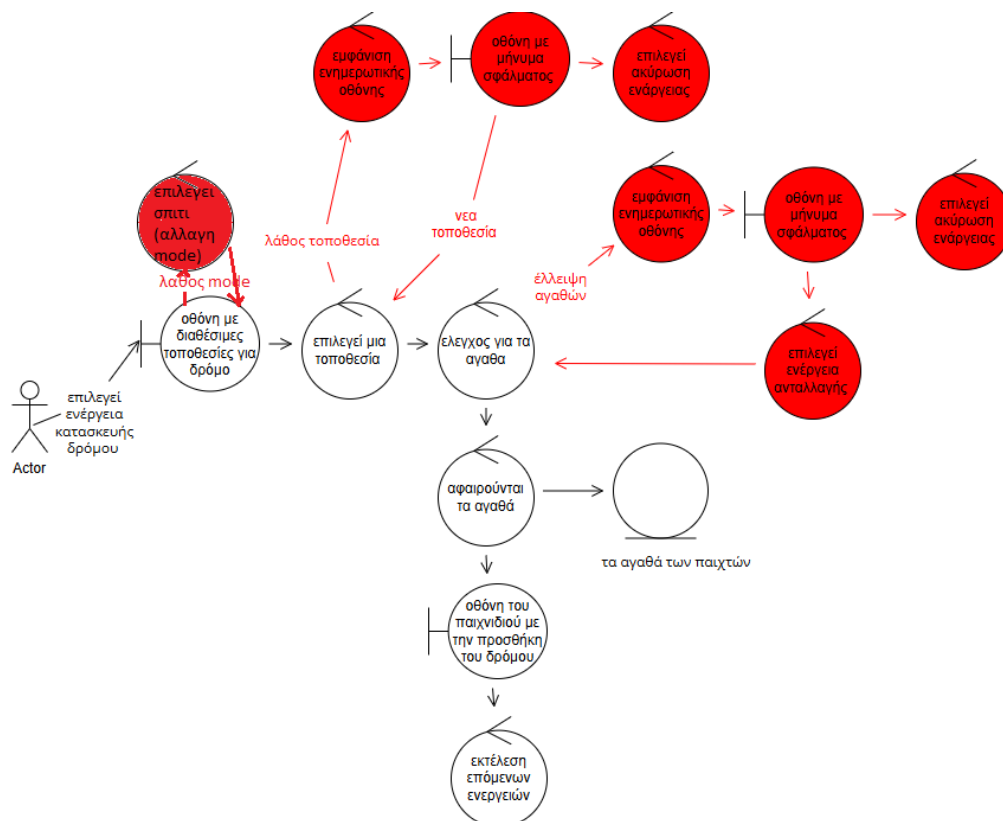 εμφάνιση
ενημερωτικής
οθόνης
οθόνη με
μήνυμα
σφάλματος
επιλεγεί
ακύρωση
ενάργειας
επιλεγει
σπιτι
(αλλαγη
mode)
λαθος mode
λάθος τοποθεσία
νεα
τοποθεσία
εμφάνιση
ενημερωτικής
οθόνης
οθόνη με
μήνυμα
σφάλματος
επιλεγεί
ακύρωση
ενάργειας
έλλειψη
αγαθών
οθόνη με
διαθέσιμες
τοποθεσίες για
δρόμο
επιλεγεί μια
τοποθεσία
ελεγχος για τα
αγαθα
επιλεγεί
ενέργεια
ανταλλαγής
επιλεγεί
ενέργεια
κατασκευής
δρόμου
Actor
αφαιρούνται
τα αγαθά
τα αγαθά των παιχτών
οθόνη του
παιχνιδιού με
την προσθήκη
του δρόμου
εκτέλεση
επόμενων
ενεργειών